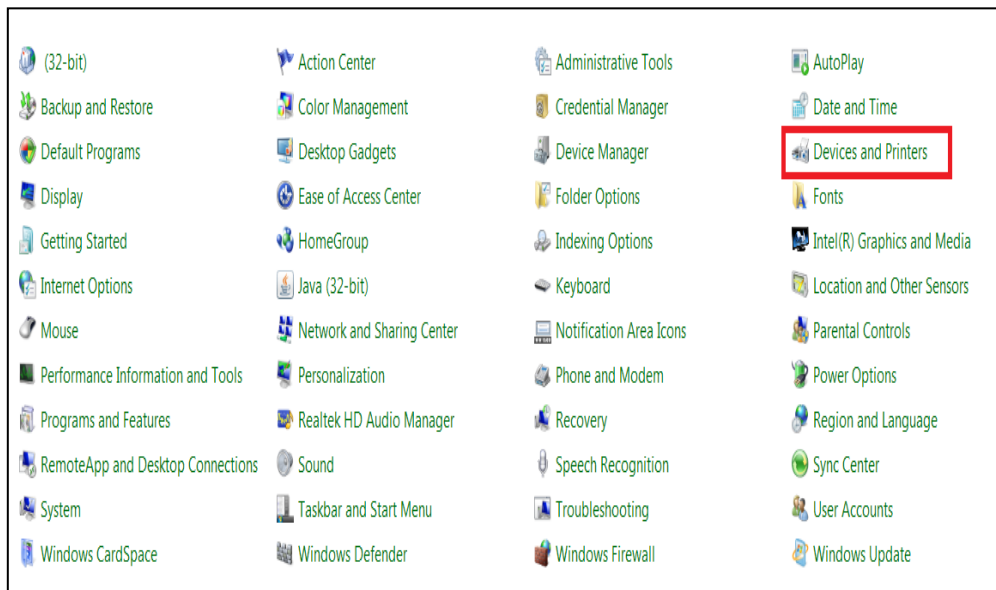 (32-bit) Action Center Administrative Tools AutoPlay
Backup and Restore Color Management Credential Manager Date and Time
Default Programs Desktop Gadgets Device Manager Devices and Printers
Display Ease of Access Center Folder Options Fonts
Getting Started HomeGroup Indexing Options Intel(R) Graphics and Media
Internet Options Java (32-bit) Keyboard Location and Other Sensors
Mouse Network and Sharing Center Notification Area Icons Parental Controls
Performance Information and Tools Personalization Phone and Modem Power Options
Programs and Features Realtek HD Audio Manager Recovery Region and Language
RemoteApp and Desktop Connections Sound Speech Recognition Sync Center
System Taskbar and Start Menu Troubleshooting User Accounts
Windows CardSpace Windows Defender Windows Firewall Windows Update